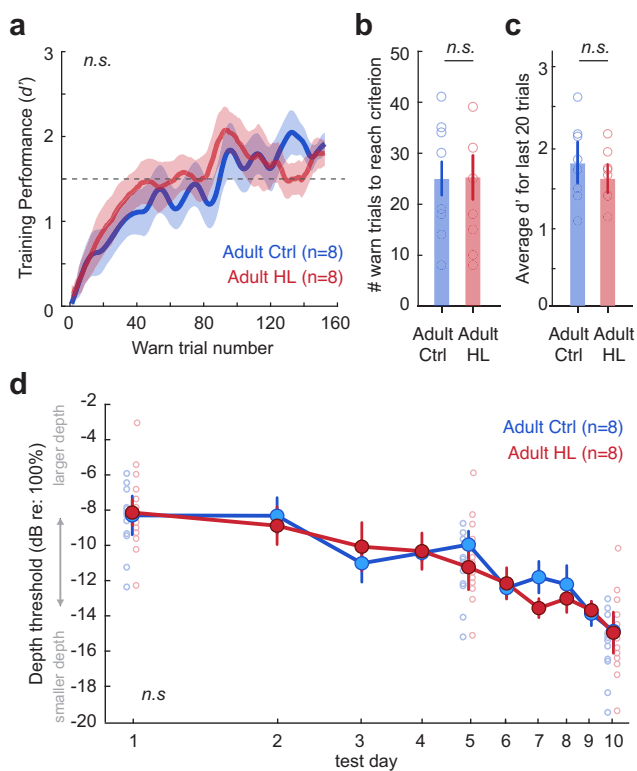 a
n.s.
Training Performance (d')
3
2
1
0
0
40
80
120
160
Warn trial number
Adult Ctrl (n=8)
Adult HL (n=8)
b
n.s.
# warn trials to reach criterion
50
40
30
20
10
0
Adult
Ctrl
Adult
HL
c
n.s.
Average d' for last 20 trials
3
2
1
0
Adult
Ctrl
Adult
HL
d
Depth threshold (dB re: 100%)
larger depth
smaller depth
-2
-4
-6
-8
-10
-12
-14
-16
-18
-20
Adult Ctrl (n=8)
Adult HL (n=8)
n.s
1
2
3
4
5
6
7
8
9
10
test day